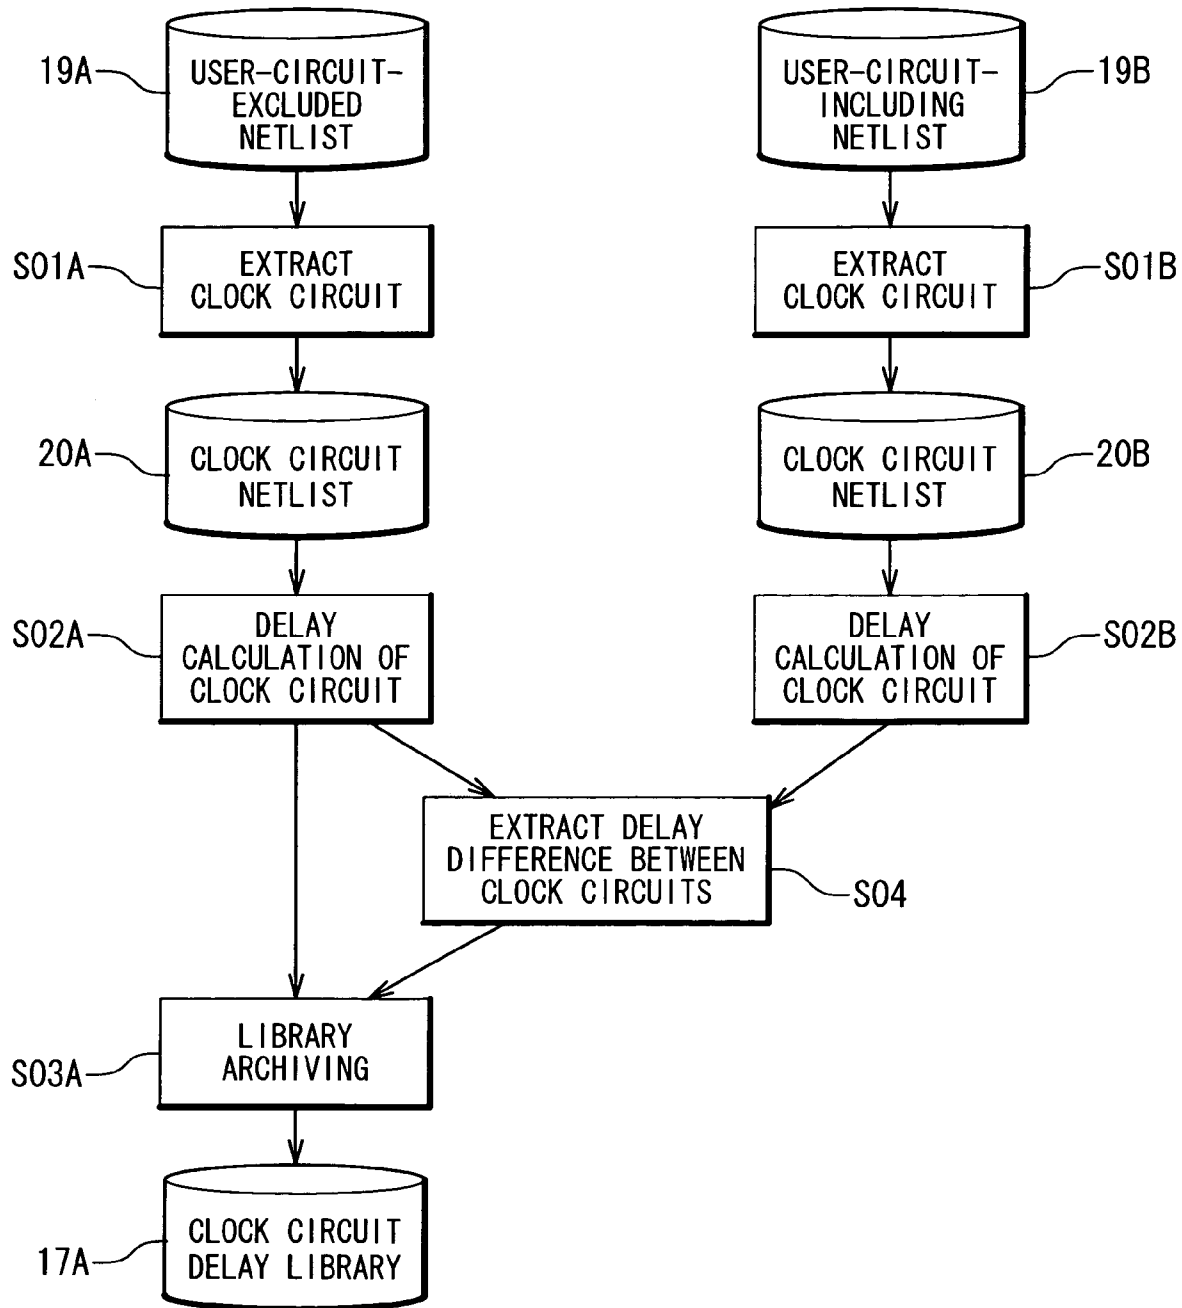 19A
USER-CIRCUIT-
EXCLUDED
NETLIST
USER-CIRCUIT-
INCLUDING
NETLIST
19B
S01A
EXTRACT
CLOCK CIRCUIT
EXTRACT
CLOCK CIRCUIT
S01B
20A
CLOCK CIRCUIT
NETLIST
CLOCK CIRCUIT
NETLIST
20B
S02A
DELAY
CALCULATION OF
CLOCK CIRCUIT
DELAY
CALCULATION OF
CLOCK CIRCUIT
S02B
EXTRACT DELAY
DIFFERENCE BETWEEN
CLOCK CIRCUITS
S04
S03A
LIBRARY
ARCHIVING
17A
CLOCK CIRCUIT
DELAY LIBRARY